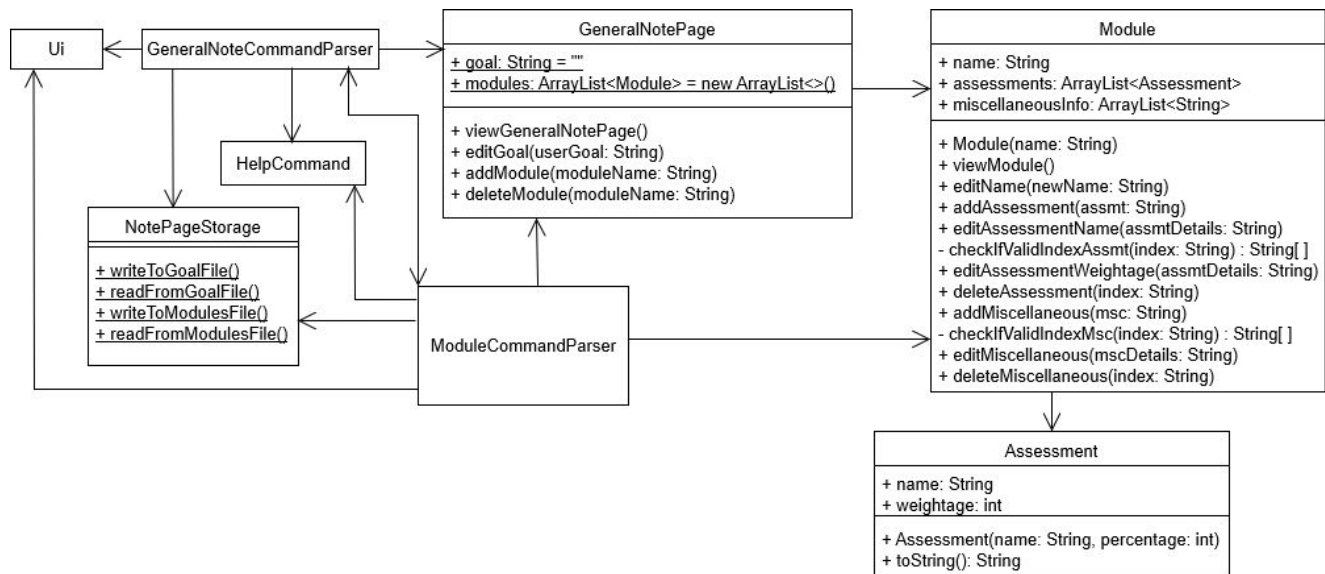 Ui
GeneralNoteCommandParser
GeneralNotePage
+ goal: String = ""
+ modules: ArrayList<Module> = new ArrayList<>()
+ viewGeneralNotePage()
+ editGoal(userGoal: String)
+ addModule(moduleName: String)
+ deleteModule(moduleName: String)
Module
+ name: String
+ assessments: ArrayList<Assessment>
+ miscellaneousInfo: ArrayList<String>
+ Module(name: String)
+ viewModule()
+ editName(newName: String)
+ addAssessment(assmt: String)
+ editAssessmentName(assmtDetails: String)
- checkIfValidIndexAssmt(index: String) : String[ ]
+ editAssessmentWeightage(assmtDetails: String)
+ deleteAssessment(index: String)
+ addMiscellaneous(msc: String)
- checkIfValidIndexMsc(index: String) : String[ ]
+ editMiscellaneous(mscDetails: String)
+ deleteMiscellaneous(index: String)
HelpCommand
NotePageStorage
+ writeToGoalFile()
+ readFromGoalFile()
+ writeToModulesFile()
+ readFromModulesFile()
ModuleCommandParser
Assessment
+ name: String
+ weightage: int
+ Assessment(name: String, percentage: int)
+ toString(): String